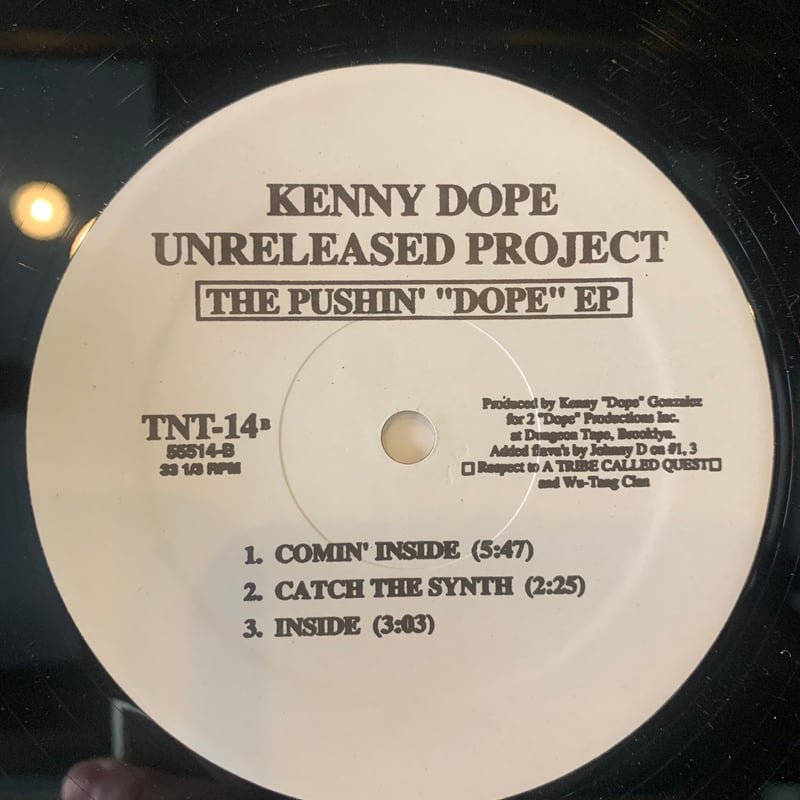 KENNY DOPE
UNRELEASED PROJECT
THE PUSHIN' "DOPE" EP
TNT-14B
55514-B
33 1/3 RPM
Produced by Kenny "Dope" Gonzalez
for 2 "Dope" Productions Inc.
at Dungeon Tape, Brooklyn.
Added flava's by Johnny D on #1, 3
Respect to A TRIBE CALLED QUEST
and Wu-Tang Clan
1. COMIN' INSIDE (5:47)
2. CATCH THE SYNTH (2:25)
3. INSIDE (3:03)